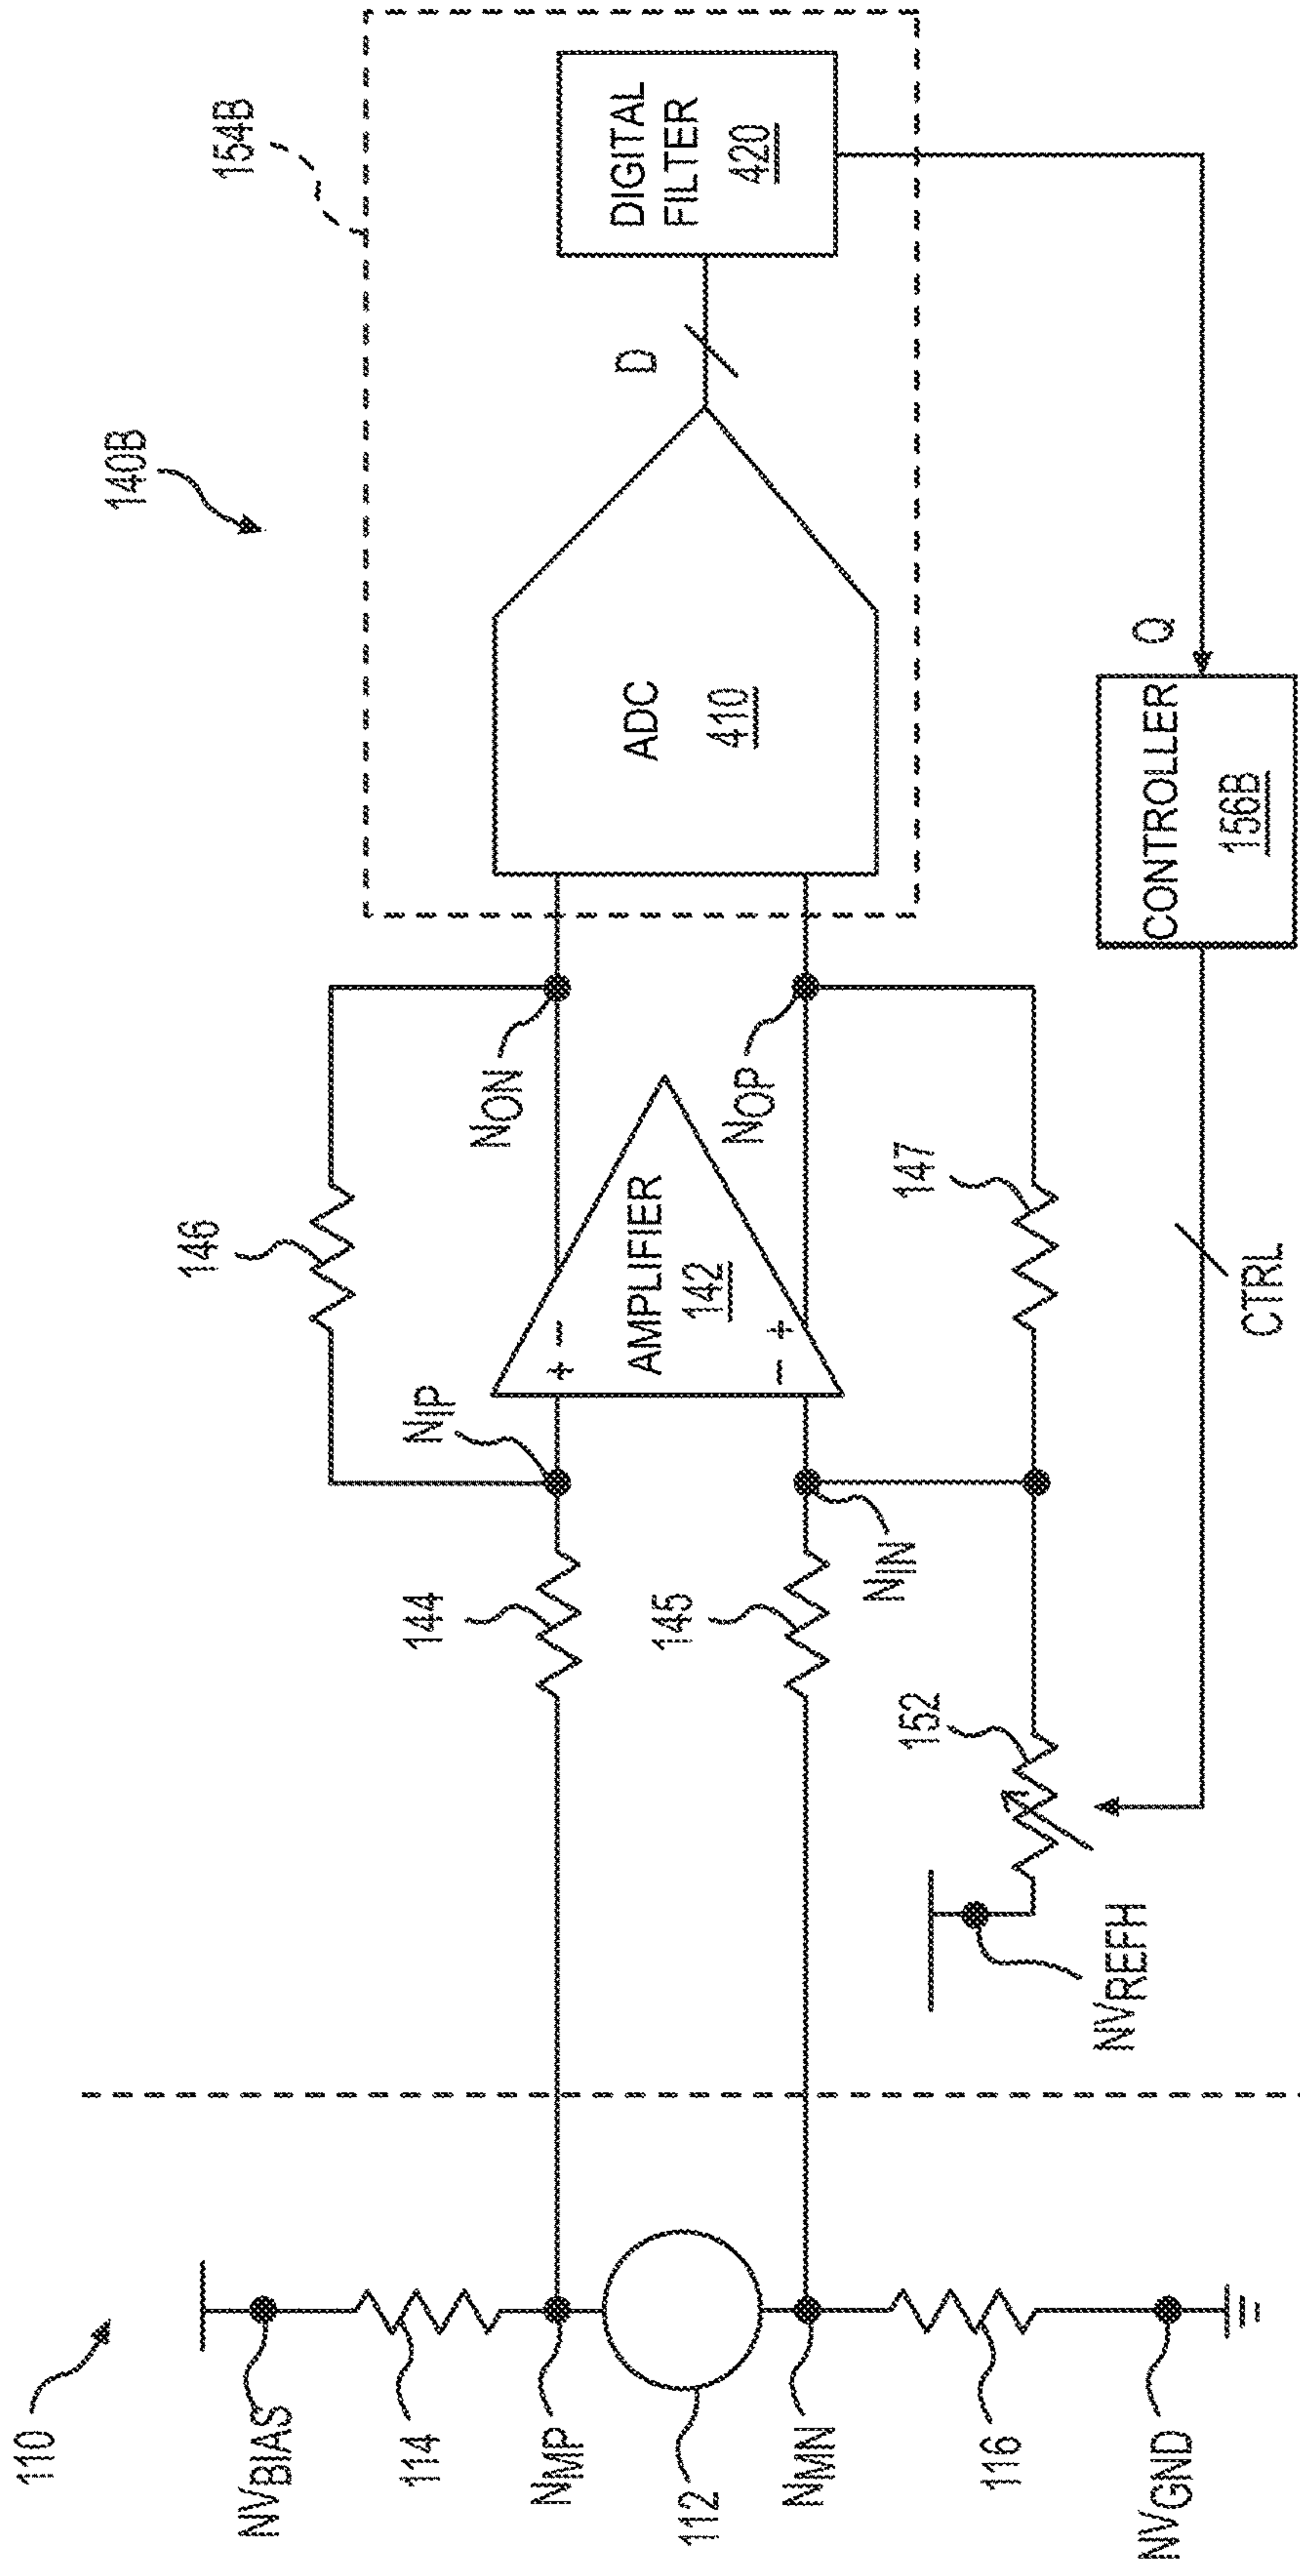 110
140B
154B
NVBIAS
114
NMP
112
NMN
116
NVGND
144
145
146
NIP
NIN
AMPLIFIER
142
+ −
− +
NON
NOP
147
152
NVREFH
ADC
410
D
DIGITAL
FILTER
420
Q
CONTROLLER
156B
CTRL